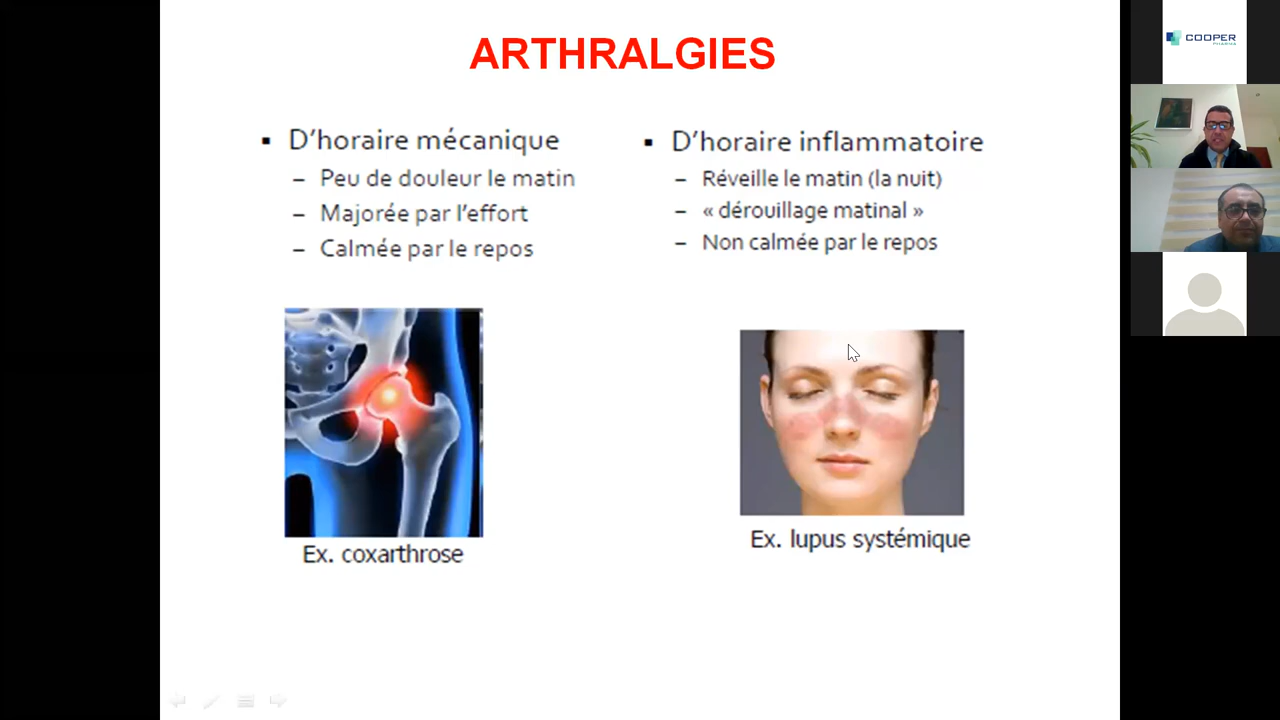 ARTHRALGIES
▪ D'horaire mécanique
– Peu de douleur le matin
– Majorée par l'effort
– Calmée par le repos
▪ D'horaire inflammatoire
– Réveille le matin (la nuit)
– « dérouillage matinal »
– Non calmée par le repos
Ex. coxarthrose
Ex. lupus systémique
COOPER
PHARMA